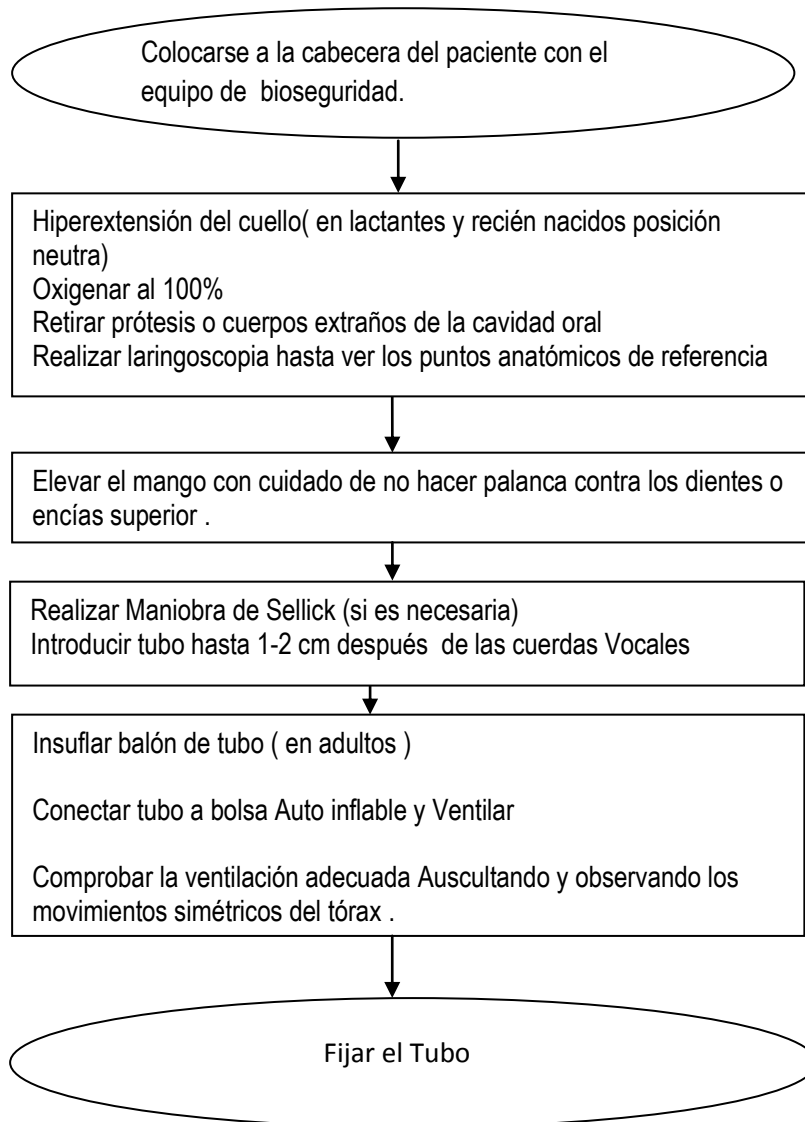 Colocarse a la cabecera del paciente con el
equipo de bioseguridad.
Hiperextensión del cuello( en lactantes y recién nacidos posición
neutra)
Oxigenar al 100%
Retirar prótesis o cuerpos extraños de la cavidad oral
Realizar laringoscopia hasta ver los puntos anatómicos de referencia
Elevar el mango con cuidado de no hacer palanca contra los dientes o
encías superior .
Realizar Maniobra de Sellick (si es necesaria)
Introducir tubo hasta 1-2 cm después de las cuerdas Vocales
Insuflar balón de tubo ( en adultos )
Conectar tubo a bolsa Auto inflable y Ventilar
Comprobar la ventilación adecuada Auscultando y observando los
movimientos simétricos del tórax .
Fijar el Tubo